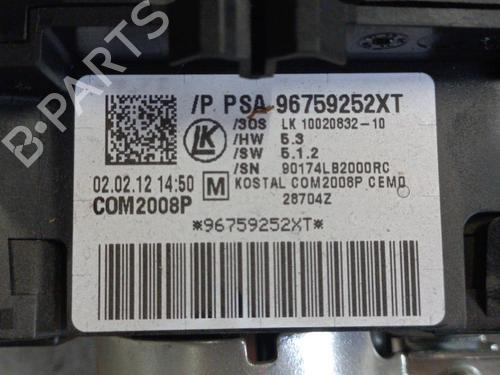 /P PSA 96759252XT
/SOS LK 10020832-10
/HW 5.3
/SW 5.1.2
/SN 90174LB2000RC
LK
02.02.12 14:50 M KOSTAL COM2008P CEMO
COM2008P 28704Z
*96759252XT*
B-PARTS